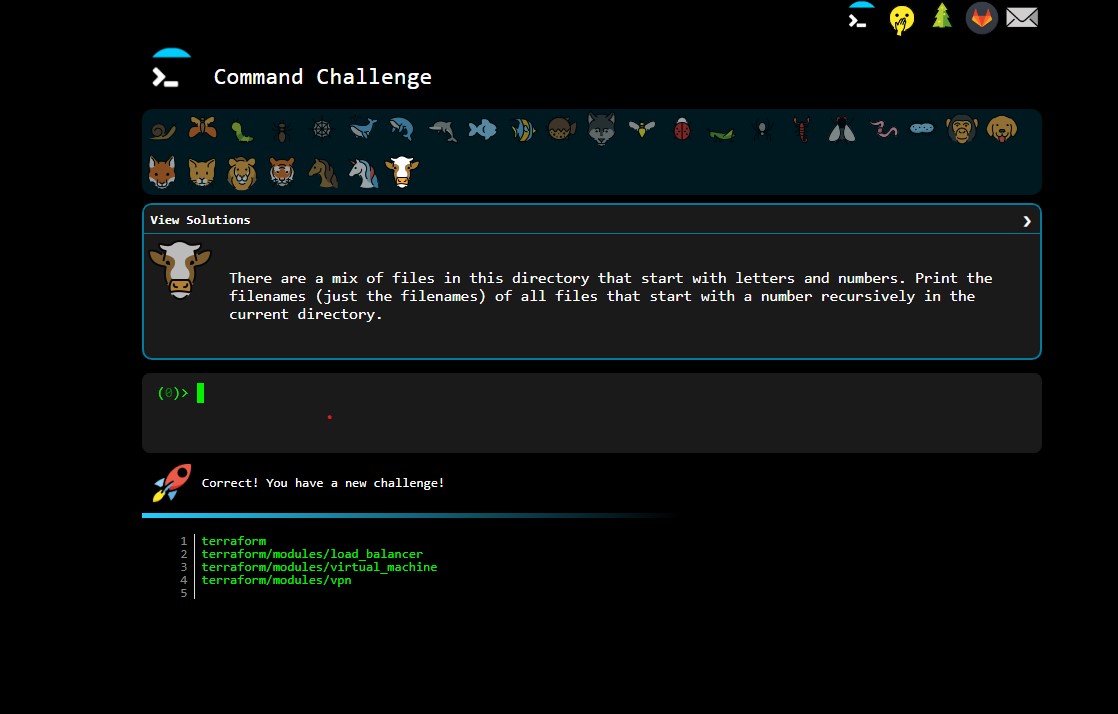 Command Challenge
View Solutions
There are a mix of files in this directory that start with letters and numbers. Print the
filenames (just the filenames) of all files that start with a number recursively in the
current directory.
(0)>
Correct! You have a new challenge!
1 terraform
2 terraform/modules/load_balancer
3 terraform/modules/virtual_machine
4 terraform/modules/vpn
5